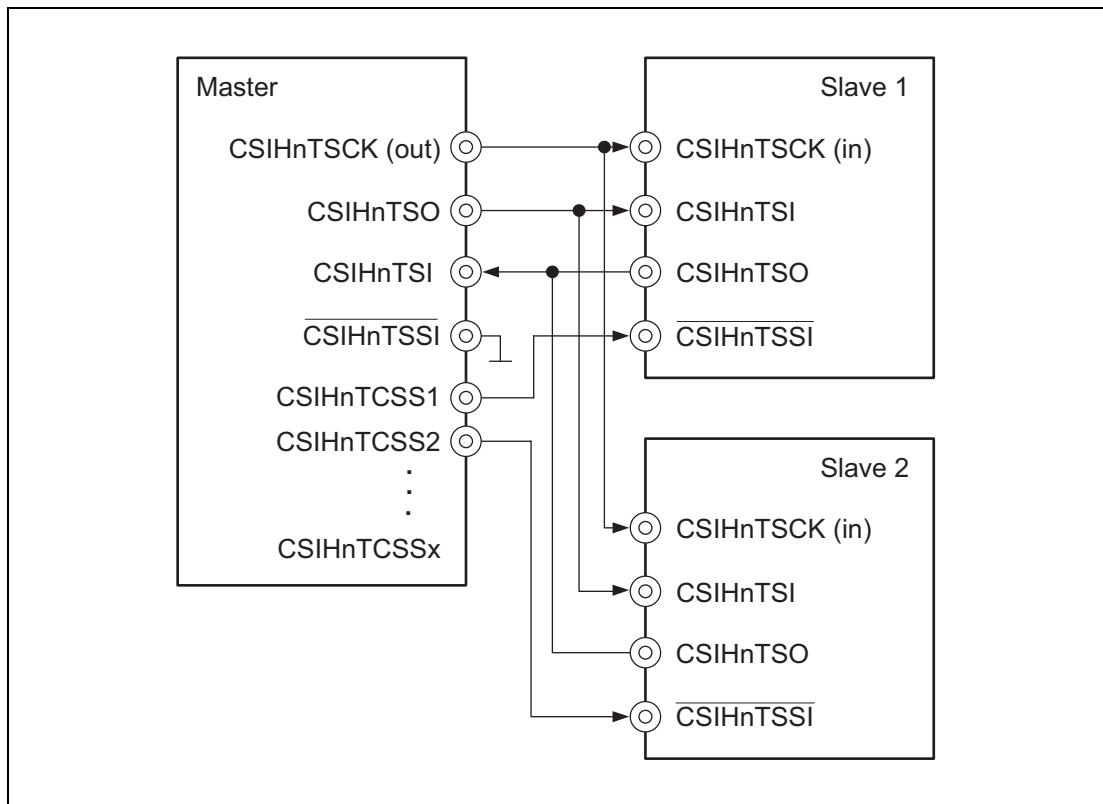 Master
CSIHnTSCK (out)
CSIHnTSO
CSIHnTSI
CSIHnTSSI
CSIHnTCSS1
CSIHnTCSS2
.
.
.
CSIHnTCSSx
Slave 1
CSIHnTSCK (in)
CSIHnTSI
CSIHnTSO
CSIHnTSSI
Slave 2
CSIHnTSCK (in)
CSIHnTSI
CSIHnTSO
CSIHnTSSI